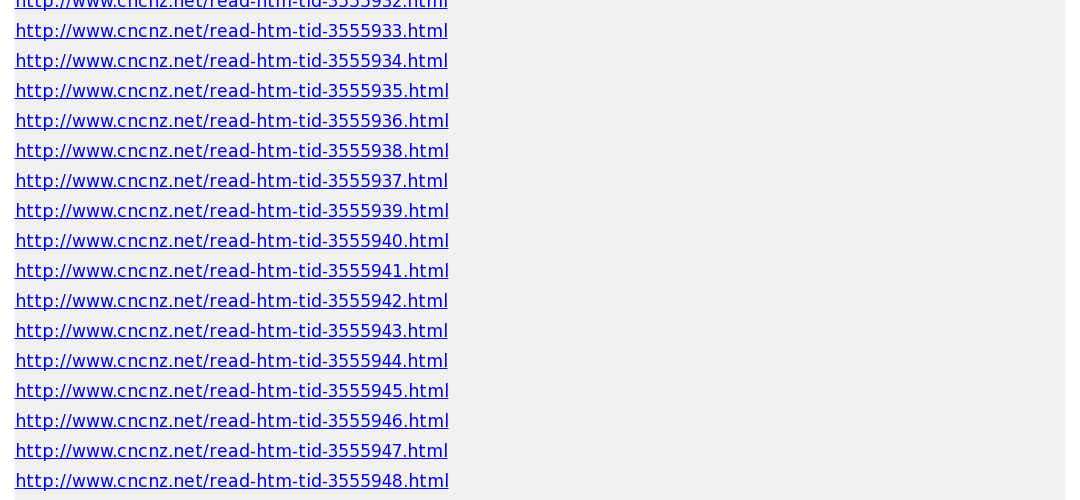 http://www.cncnz.net/read-htm-tid-3555932.html
http://www.cncnz.net/read-htm-tid-3555933.html
http://www.cncnz.net/read-htm-tid-3555934.html
http://www.cncnz.net/read-htm-tid-3555935.html
http://www.cncnz.net/read-htm-tid-3555936.html
http://www.cncnz.net/read-htm-tid-3555938.html
http://www.cncnz.net/read-htm-tid-3555937.html
http://www.cncnz.net/read-htm-tid-3555939.html
http://www.cncnz.net/read-htm-tid-3555940.html
http://www.cncnz.net/read-htm-tid-3555941.html
http://www.cncnz.net/read-htm-tid-3555942.html
http://www.cncnz.net/read-htm-tid-3555943.html
http://www.cncnz.net/read-htm-tid-3555944.html
http://www.cncnz.net/read-htm-tid-3555945.html
http://www.cncnz.net/read-htm-tid-3555946.html
http://www.cncnz.net/read-htm-tid-3555947.html
http://www.cncnz.net/read-htm-tid-3555948.html